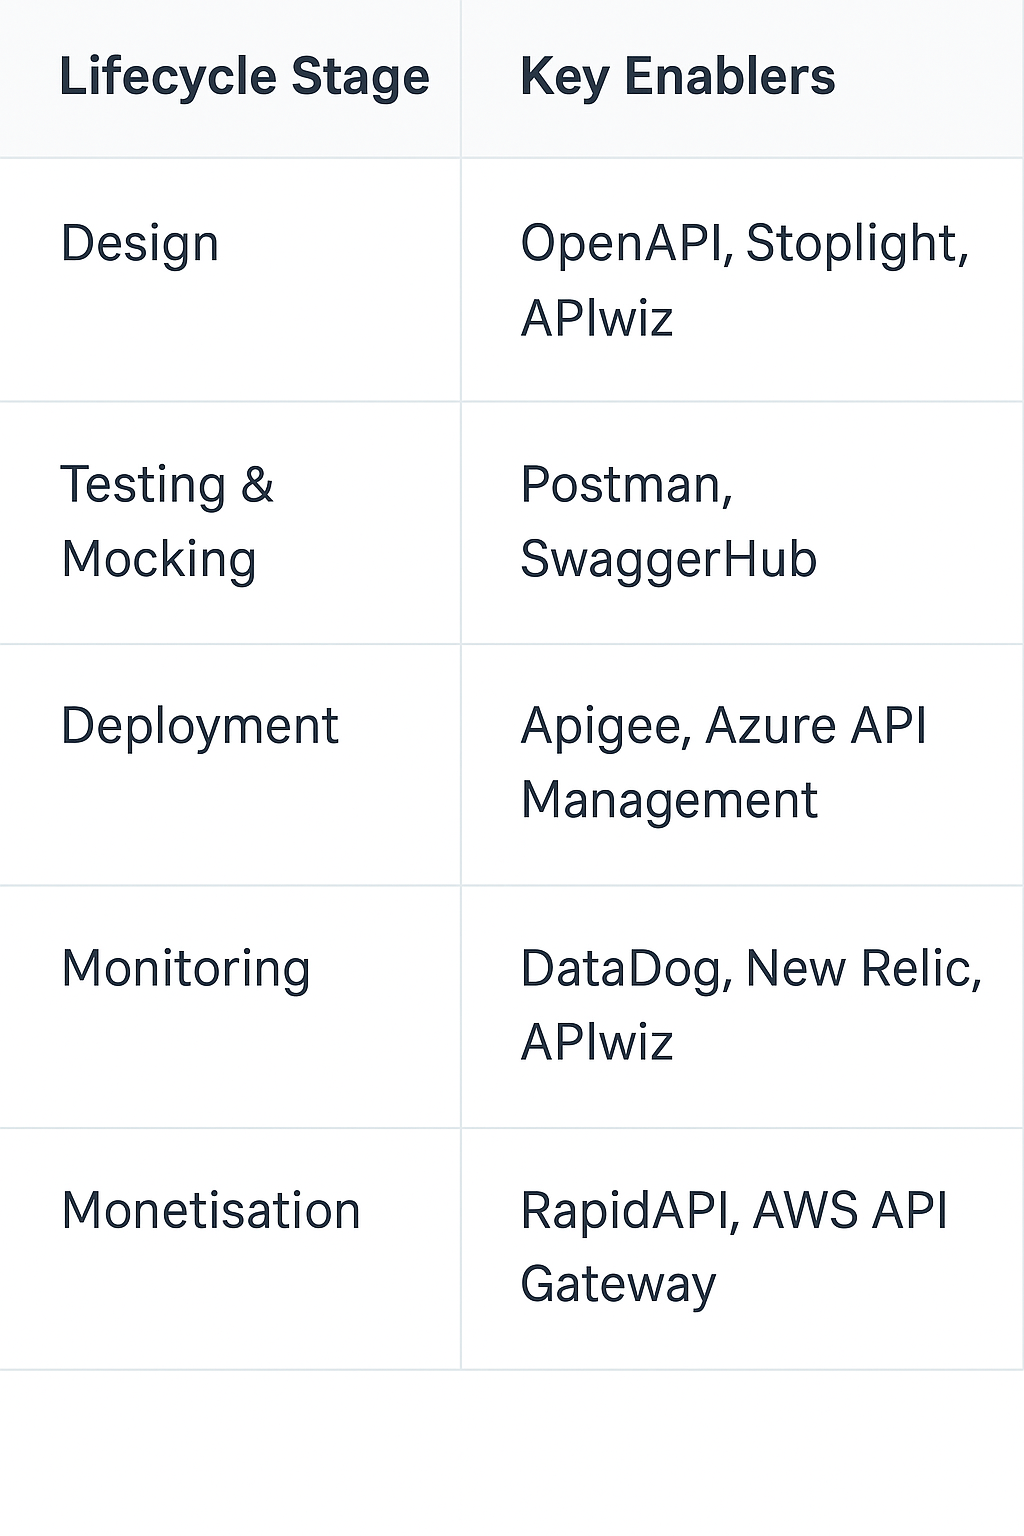 Lifecycle Stage
Key Enablers
Design
OpenAPI, Stoplight,
APIwiz
Testing &
Mocking
Postman,
SwaggerHub
Deployment
Apigee, Azure API
Management
Monitoring
DataDog, New Relic,
APIwiz
Monetisation
RapidAPI, AWS API
Gateway